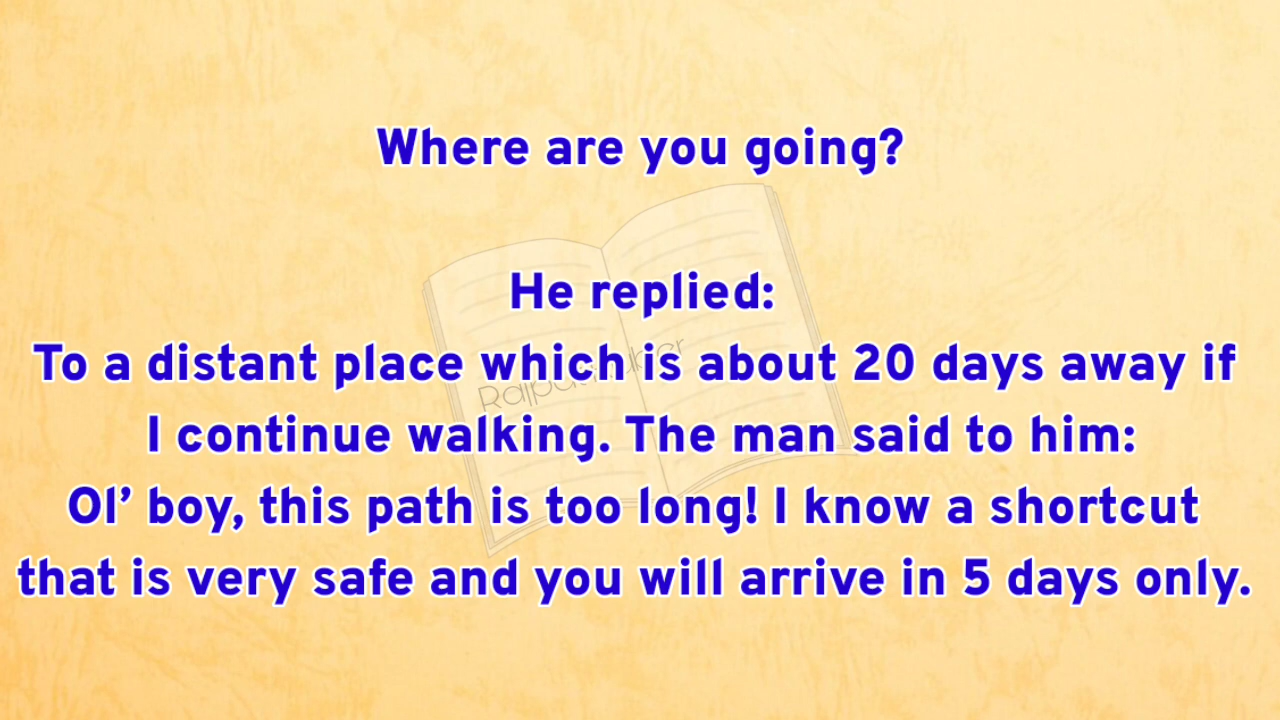 Where are you going?
He replied:
To a distant place which is about 20 days away if
I continue walking. The man said to him:
Ol’ boy, this path is too long! I know a shortcut
that is very safe and you will arrive in 5 days only.